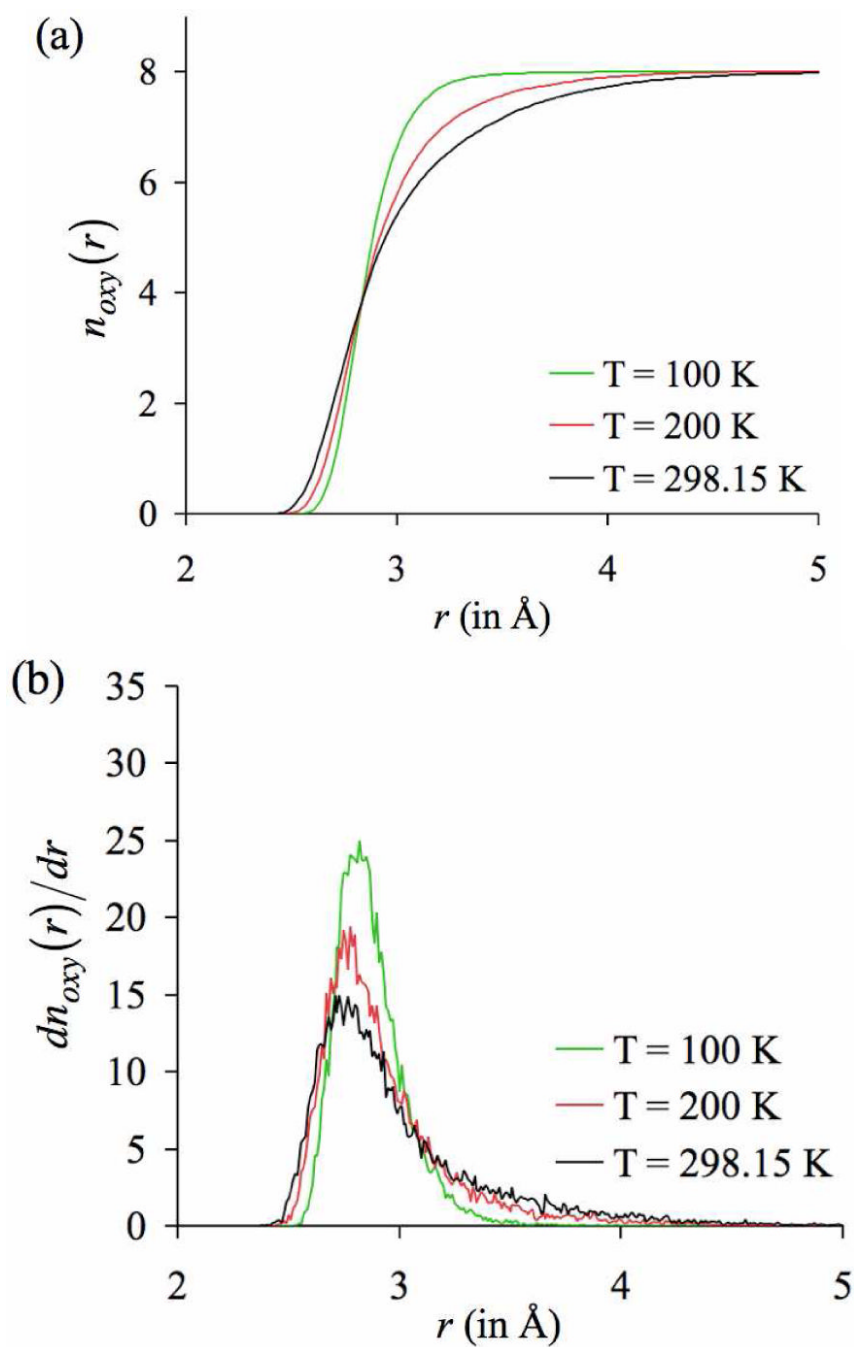 (a)
8
6
4
2
0
n_oxy(r)
T = 100 K
T = 200 K
T = 298.15 K
2 3 4 5
r (in Å)
(b)
35
30
25
20
15
10
5
0
dn_oxy(r)/dr
T = 100 K
T = 200 K
T = 298.15 K
2 3 4 5
r (in Å)